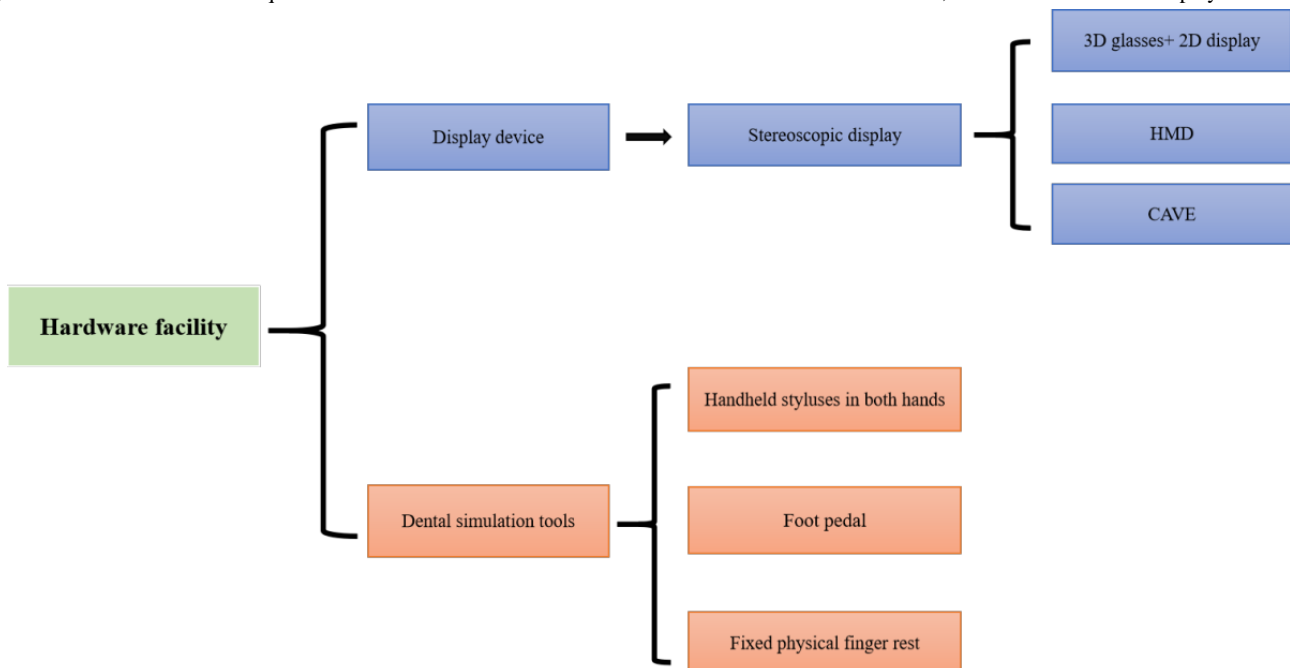 3D glasses+ 2D display
Display device
Stereoscopic display
HMD
CAVE
Hardware facility
Handheld styluses in both hands
Dental simulation tools
Foot pedal
Fixed physical finger rest